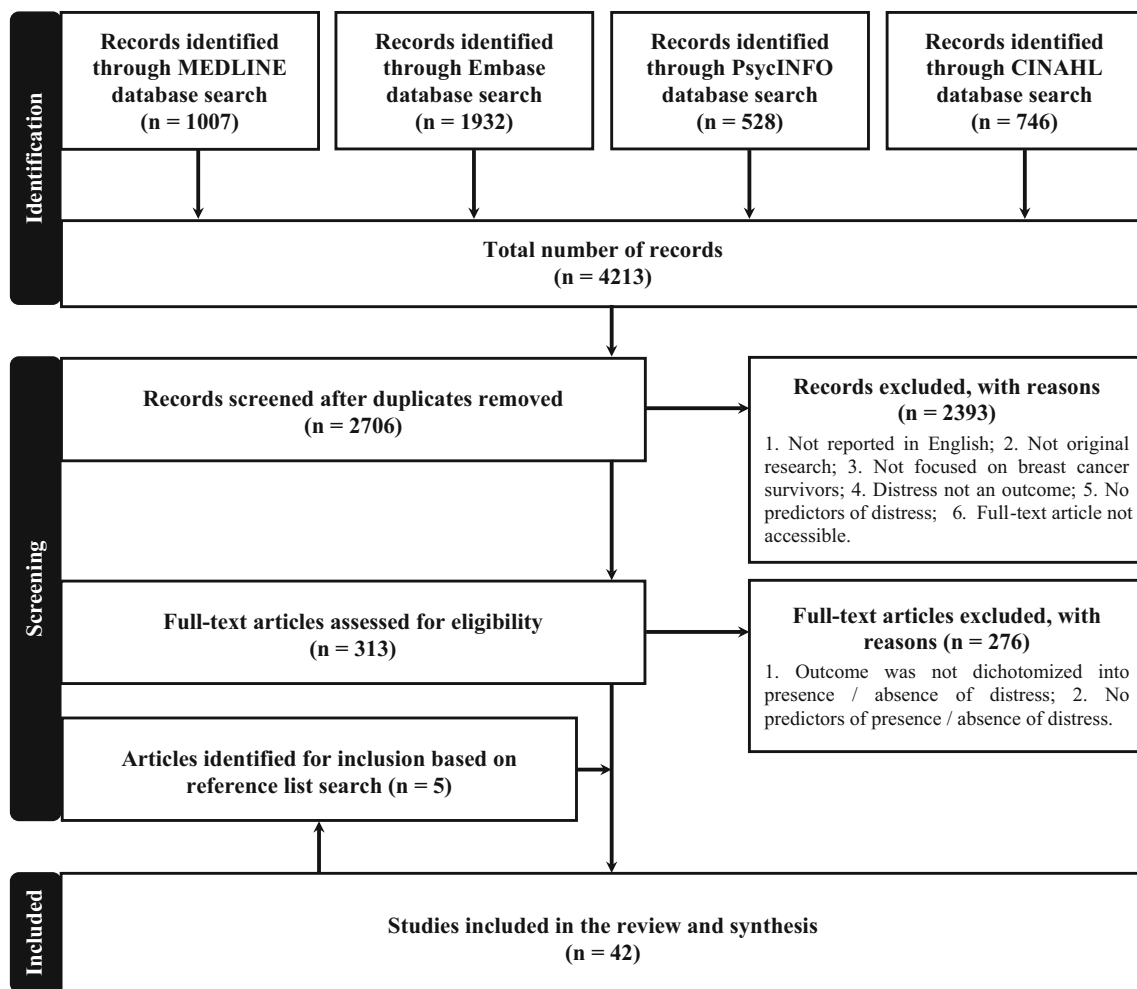 Identification
Records identified
through MEDLINE
database search
(n = 1007)
Records identified
through Embase
database search
(n = 1932)
Records identified
through PsycINFO
database search
(n = 528)
Records identified
through CINAHL
database search
(n = 746)
Total number of records
(n = 4213)
Screening
Records screened after duplicates removed
(n = 2706)
Records excluded, with reasons
(n = 2393)
1. Not reported in English; 2. Not original
research; 3. Not focused on breast cancer
survivors; 4. Distress not an outcome; 5. No
predictors of distress; 6. Full-text article not
accessible.
Full-text articles assessed for eligibility
(n = 313)
Full-text articles excluded, with
reasons (n = 276)
1. Outcome was not dichotomized into
presence / absence of distress; 2. No
predictors of presence / absence of distress.
Articles identified for inclusion based on
reference list search (n = 5)
Included
Studies included in the review and synthesis
(n = 42)